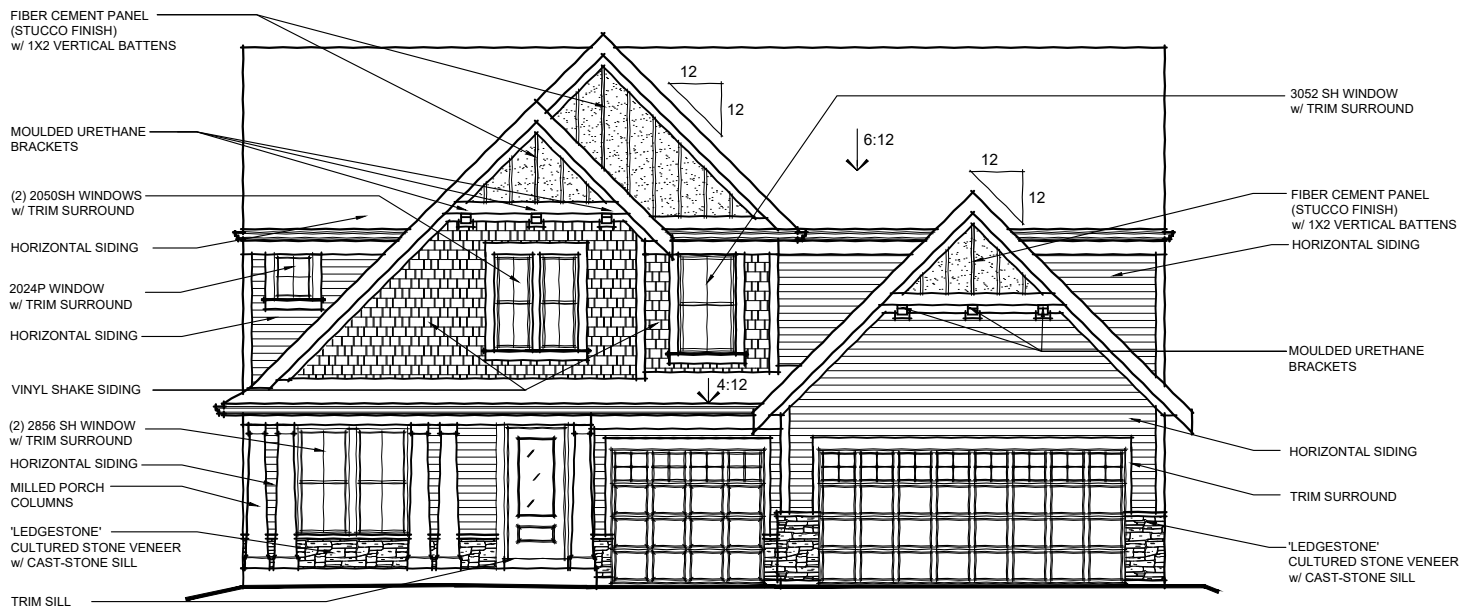 FIBER CEMENT PANEL
(STUCCO FINISH)
w/ 1X2 VERTICAL BATTENS
MOULDED URETHANE
BRACKETS
(2) 2050SH WINDOWS
w/ TRIM SURROUND
HORIZONTAL SIDING
2024P WINDOW
w/ TRIM SURROUND
HORIZONTAL SIDING
VINYL SHAKE SIDING
(2) 2856 SH WINDOW
w/ TRIM SURROUND
HORIZONTAL SIDING
MILLED PORCH
COLUMNS
'LEDGESTONE'
CULTURED STONE VENEER
w/ CAST-STONE SILL
TRIM SILL
12
12
6:12
12
12
4:12
3052 SH WINDOW
w/ TRIM SURROUND
FIBER CEMENT PANEL
(STUCCO FINISH)
w/ 1X2 VERTICAL BATTENS
HORIZONTAL SIDING
MOULDED URETHANE
BRACKETS
HORIZONTAL SIDING
TRIM SURROUND
'LEDGESTONE'
CULTURED STONE VENEER
w/ CAST-STONE SILL